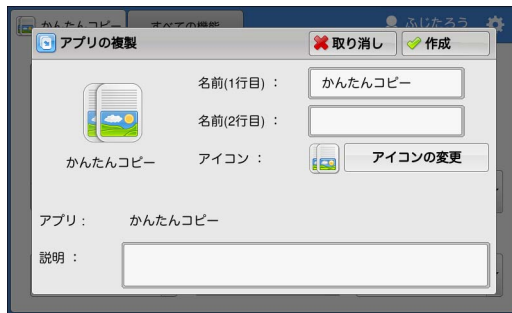 かんたんコピー
すべての機能
ふじたろう
アプリの複製
取り消し
作成
名前(1行目) :
かんたんコピー
名前(2行目) :
かんたんコピー
アイコン :
アイコンの変更
アプリ :
かんたんコピー
説明 :